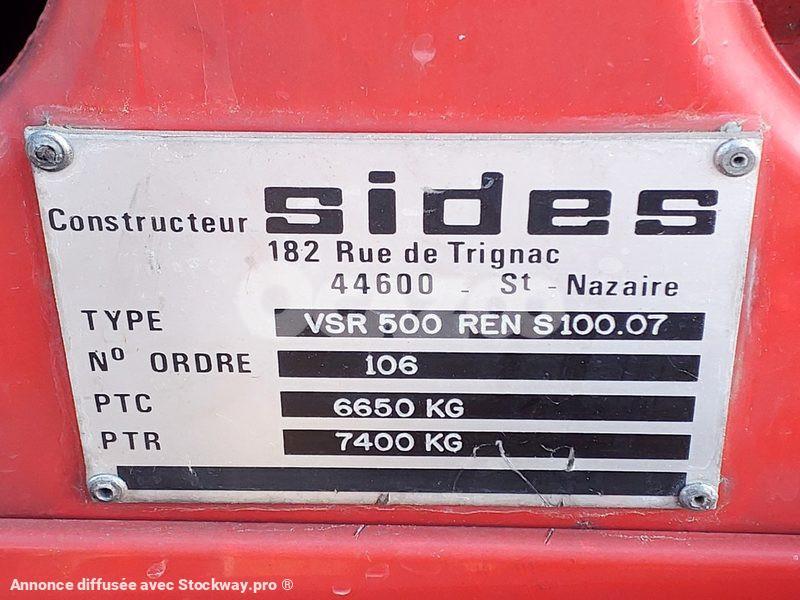 Constructeur sides
182 Rue de Trignac
44600 - St - Nazaire
TYPE VSR 500 REN S 100.07
Nº ORDRE 106
PTC 6650 KG
PTR 7400 KG
Annonce diffusée avec Stockway.pro ®